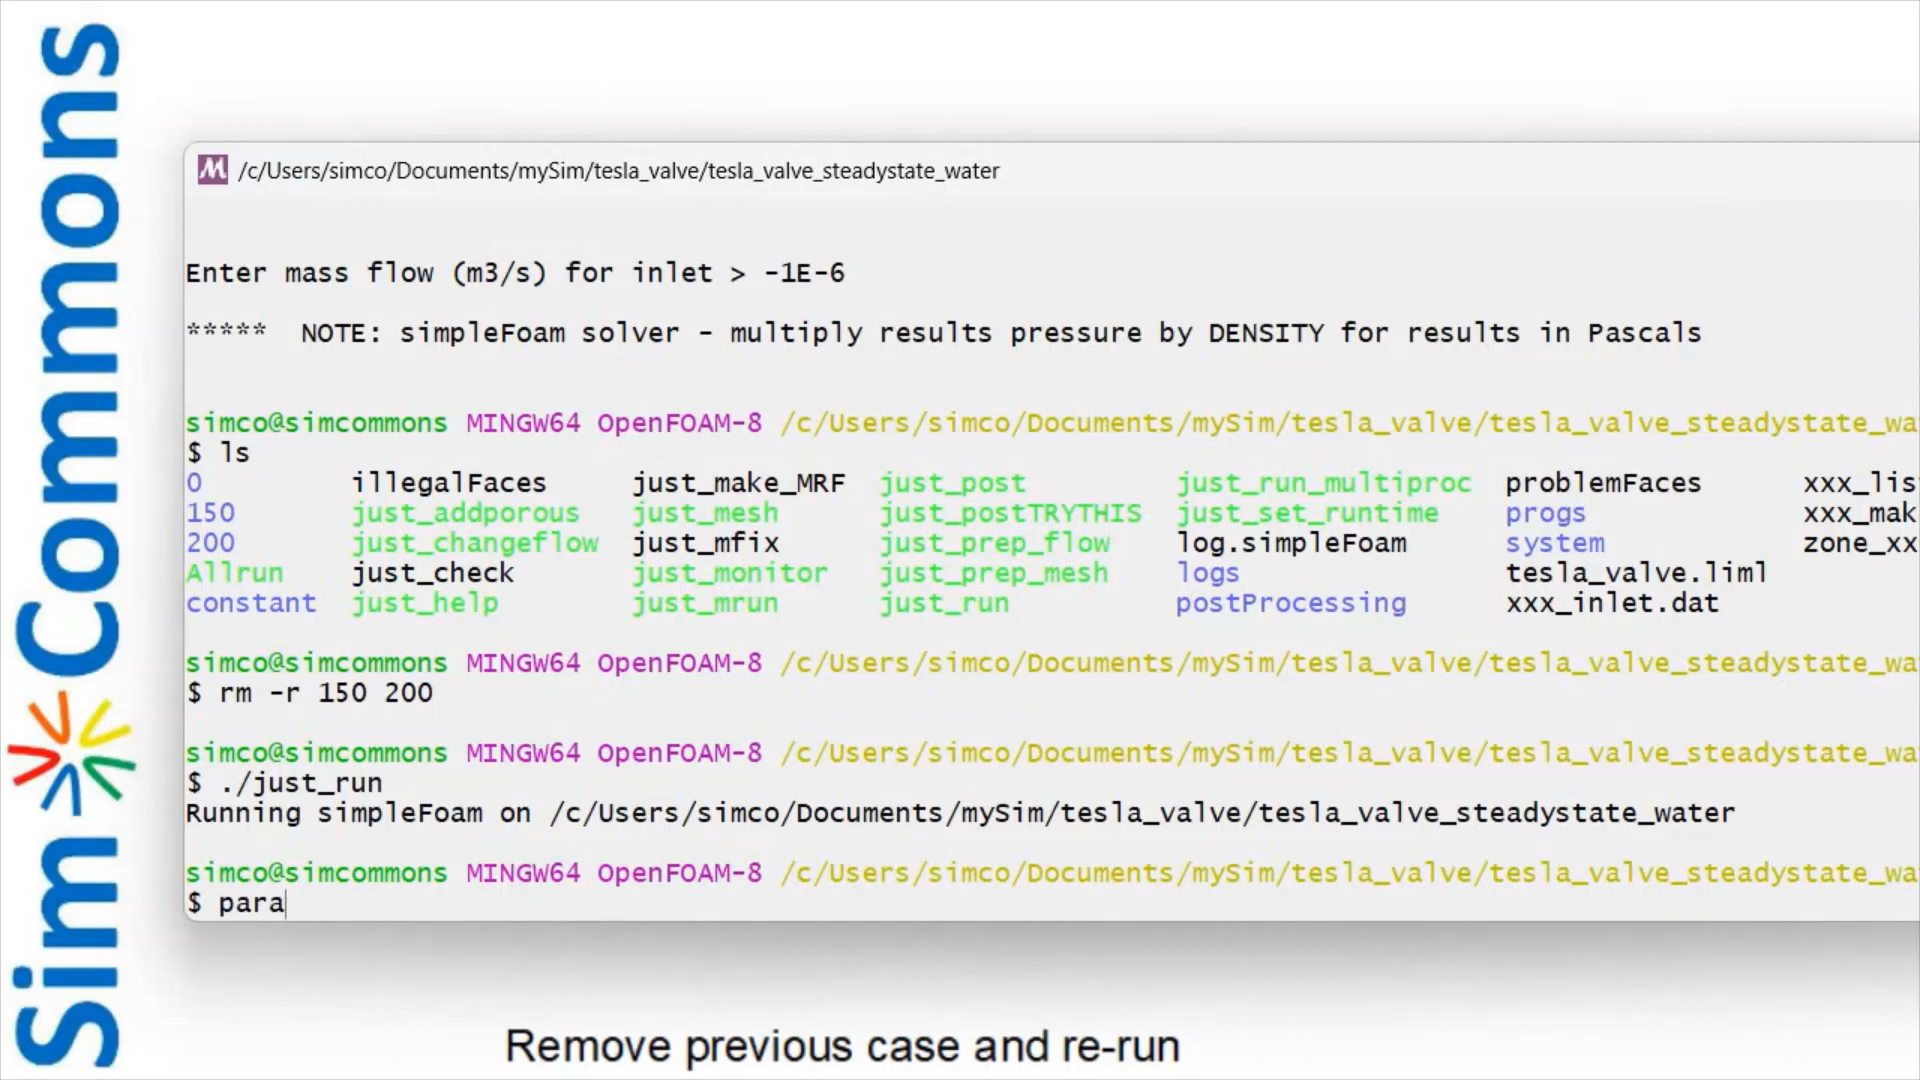 Sim Commons
/c/Users/simco/Documents/mySim/tesla_valve/tesla_valve_steadystate_water
Enter mass flow (m3/s) for inlet > -1E-6
***** NOTE: simpleFoam solver - multiply results pressure by DENSITY for results in Pascals
simco@simcommons MINGW64 OpenFOAM-8 /c/Users/simco/Documents/mySim/tesla_valve/tesla_valve_steadystate_wa
$ ls
0 illegalFaces just_make_MRF just_post just_run_multiproc problemFaces xxx_lis
150 just_addporous just_mesh just_postTRYTHIS just_set_runtime progs xxx_mak
200 just_changeflow just_mfix just_prep_flow log.simpleFoam system zone_xx
Allrun just_check just_monitor just_prep_mesh logs tesla_valve.liml
constant just_help just_mrun just_run postProcessing xxx_inlet.dat
simco@simcommons MINGW64 OpenFOAM-8 /c/Users/simco/Documents/mySim/tesla_valve/tesla_valve_steadystate_wa
$ rm -r 150 200
simco@simcommons MINGW64 OpenFOAM-8 /c/Users/simco/Documents/mySim/tesla_valve/tesla_valve_steadystate_wa
$ ./just_run
Running simpleFoam on /c/Users/simco/Documents/mySim/tesla_valve/tesla_valve_steadystate_water
simco@simcommons MINGW64 OpenFOAM-8 /c/Users/simco/Documents/mySim/tesla_valve/tesla_valve_steadystate_wa
$ para
Remove previous case and re-run